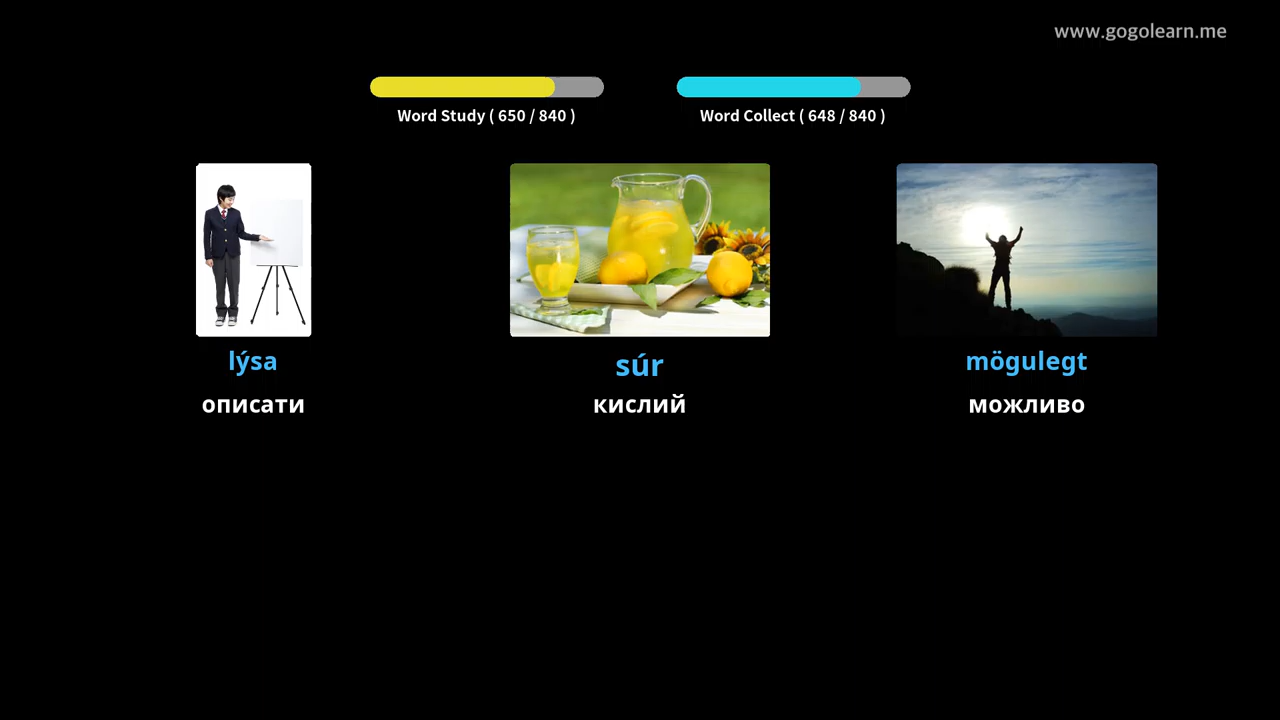 www.gogolearn.me
Word Study ( 650 / 840 )
Word Collect ( 648 / 840 )
lýsa
súr
mögulegt
описати
кислий
можливо